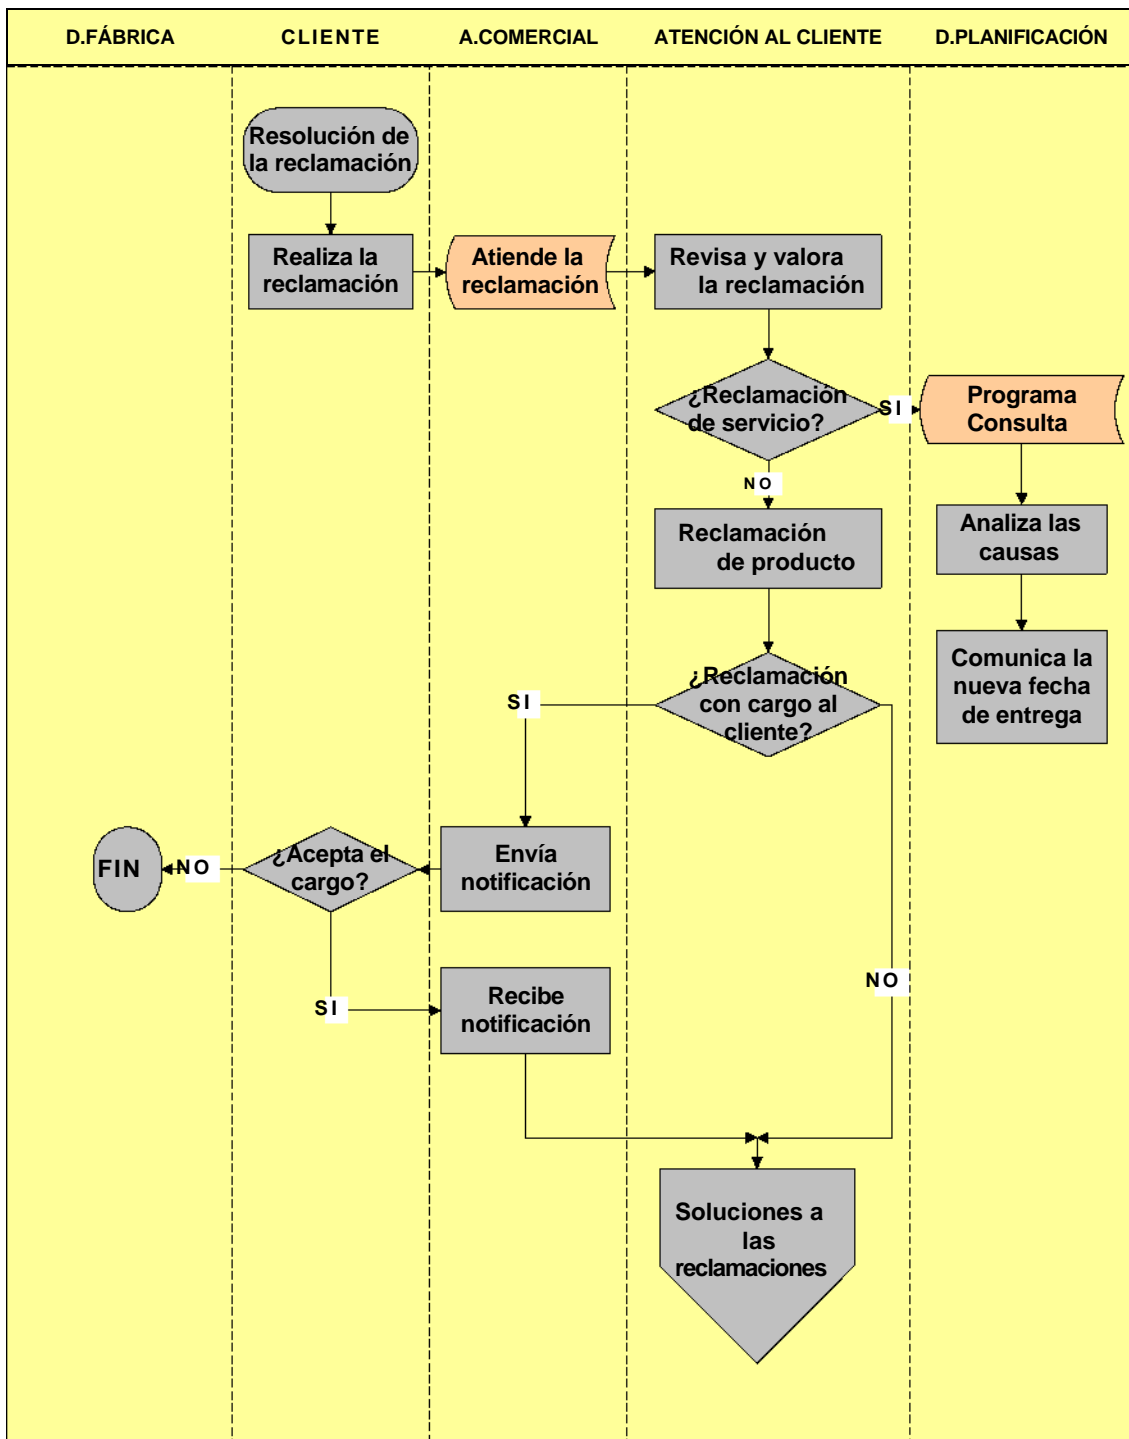 D.FÁBRICA
CLIENTE
A.COMERCIAL
ATENCIÓN AL CLIENTE
D.PLANIFICACIÓN
Resolución de
la reclamación
Realiza la
reclamación
Atiende la
reclamación
Revisa y valora
la reclamación
¿Reclamación
de servicio?
SI
Programa
Consulta
NO
Reclamación
de producto
Analiza las
causas
Comunica la
nueva fecha
de entrega
¿Reclamación
con cargo al
cliente?
SI
Envía
notificación
¿Acepta el
cargo?
NO
FIN
SI
Recibe
notificación
NO
Soluciones a
las
reclamaciones